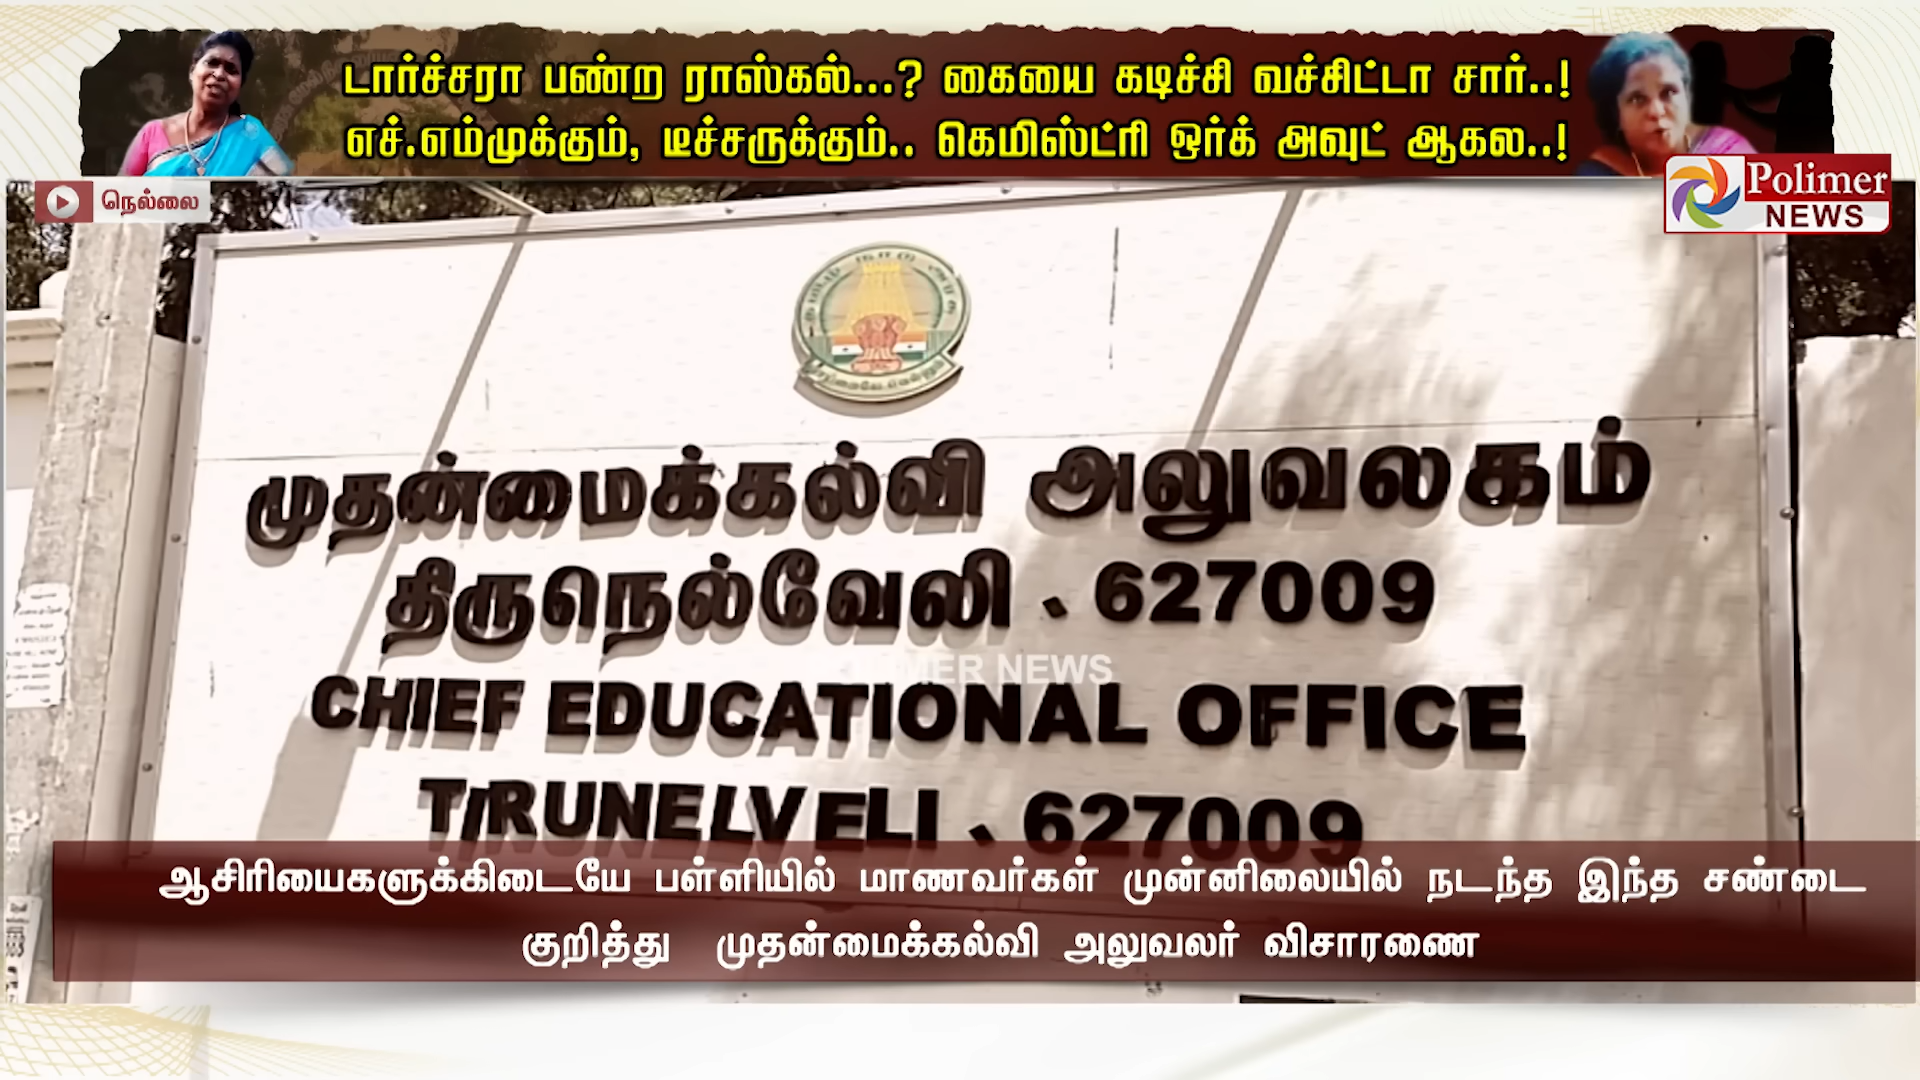 டார்ச்சரா பண்ற ராஸ்கல்...? கையை கடிச்சி வச்சிட்டா சார்..!
எச்.எம்முக்கும், டீச்சருக்கும்.. கெமிஸ்ட்ரி ஒர்க் அவுட் ஆகல..!
நெல்லை
Polimer
NEWS
முதன்மைக்கல்வி அலுவலகம்
திருநெல்வேலி . 627009
NEWS
CHIEF EDUCATIONAL OFFICE
TIRUNELVELI . 627009
ஆசிரியைகளுக்கிடையே பள்ளியில் மாணவர்கள் முன்னிலையில் நடந்த இந்த சண்டை
குறித்து முதன்மைக்கல்வி அலுவலர் விசாரணை